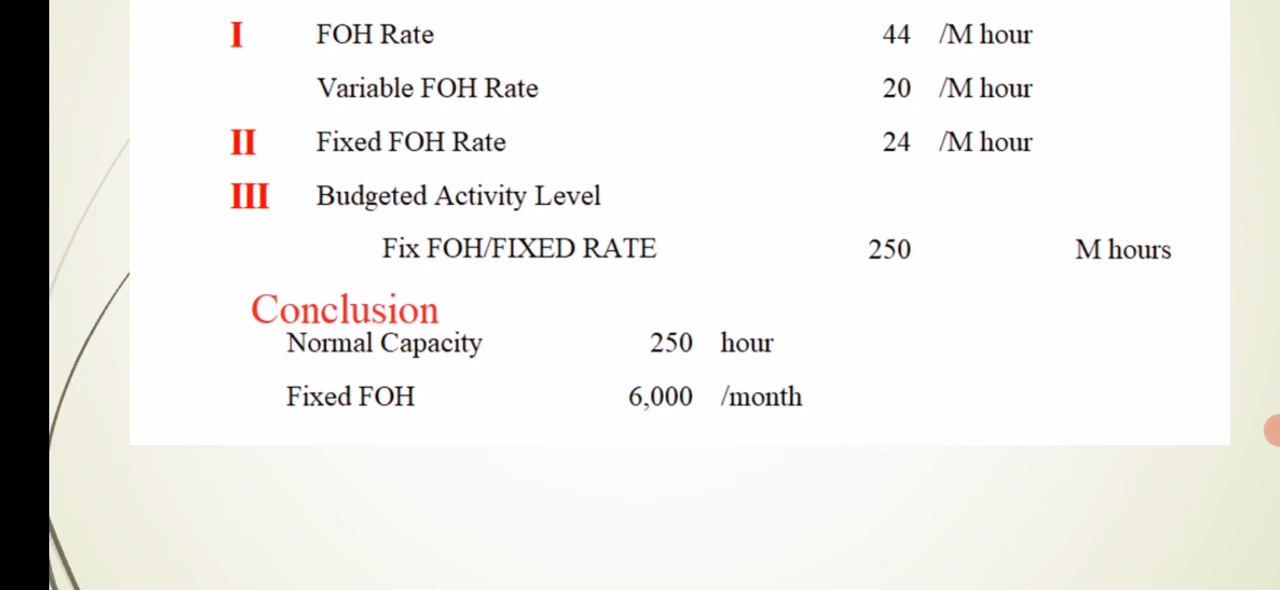 I FOH Rate 44 /M hour
Variable FOH Rate 20 /M hour
II Fixed FOH Rate 24 /M hour
III Budgeted Activity Level
Fix FOH/FIXED RATE 250 M hours
Conclusion
Normal Capacity 250 hour
Fixed FOH 6,000 /month